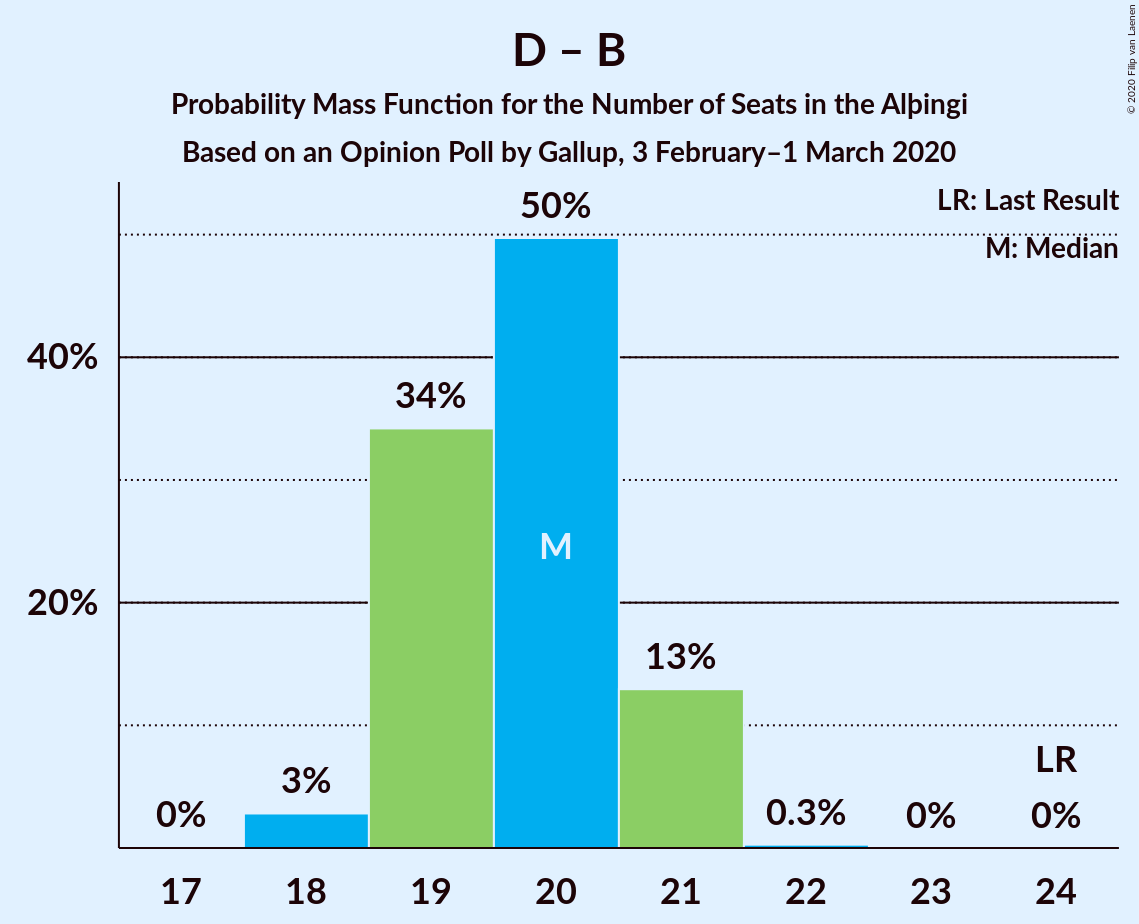 D – B
Probability Mass Function for the Number of Seats in the Alþingi
Based on an Opinion Poll by Gallup, 3 February–1 March 2020
© 2020 Filip van Laenen
LR: Last Result
M: Median
50%
40%
34%
M
20%
13%
LR
3%
0%
0.3%
0%
0%
17 18 19 20 21 22 23 24